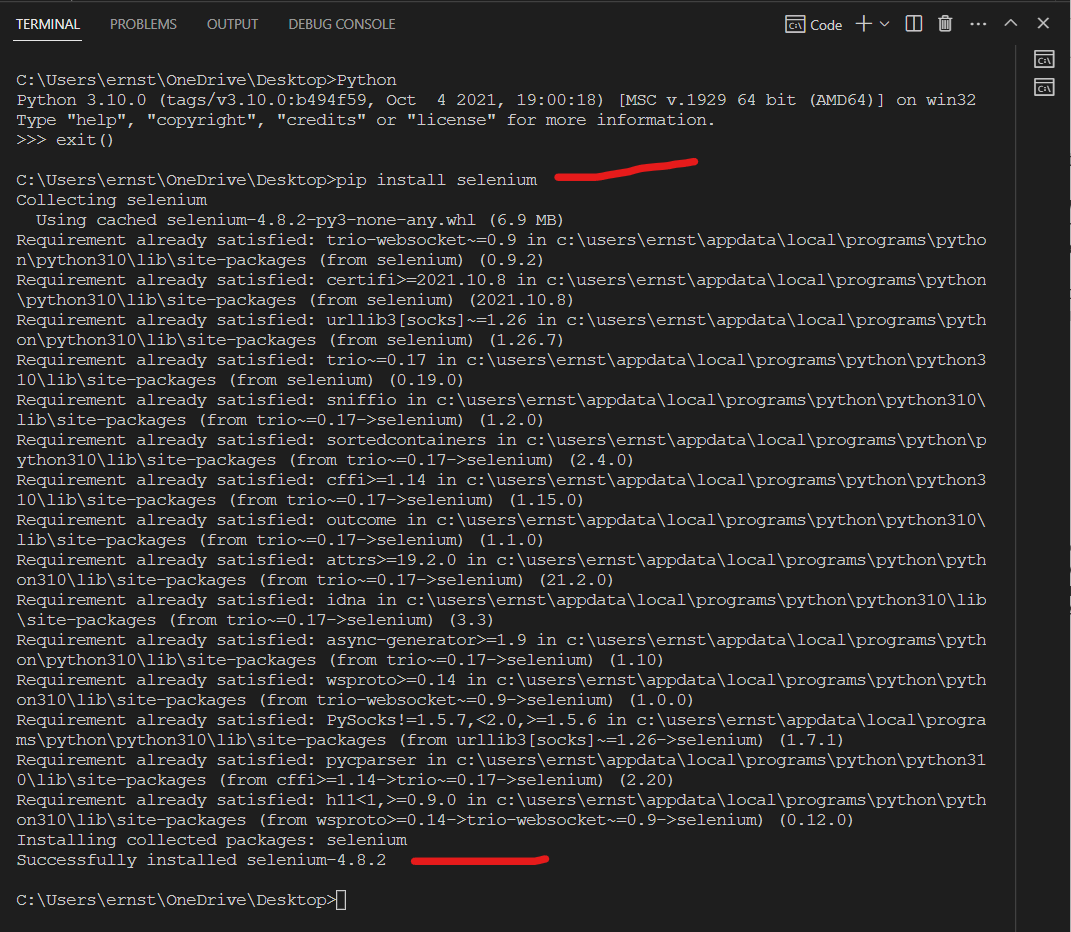 TERMINAL PROBLEMS OUTPUT DEBUG CONSOLE Code
C:\Users\ernst\OneDrive\Desktop>Python
Python 3.10.0 (tags/v3.10.0:b494f59, Oct  4 2021, 19:00:18) [MSC v.1929 64 bit (AMD64)] on win32
Type "help", "copyright", "credits" or "license" for more information.
>>> exit()
C:\Users\ernst\OneDrive\Desktop>pip install selenium
Collecting selenium
  Using cached selenium-4.8.2-py3-none-any.whl (6.9 MB)
Requirement already satisfied: trio-websocket~=0.9 in c:\users\ernst\appdata\local\programs\pytho
n\python310\lib\site-packages (from selenium) (0.9.2)
Requirement already satisfied: certifi>=2021.10.8 in c:\users\ernst\appdata\local\programs\python
\python310\lib\site-packages (from selenium) (2021.10.8)
Requirement already satisfied: urllib3[socks]~=1.26 in c:\users\ernst\appdata\local\programs\pyth
on\python310\lib\site-packages (from selenium) (1.26.7)
Requirement already satisfied: trio~=0.17 in c:\users\ernst\appdata\local\programs\python\python3
10\lib\site-packages (from selenium) (0.19.0)
Requirement already satisfied: sniffio in c:\users\ernst\appdata\local\programs\python\python310\
lib\site-packages (from trio~=0.17->selenium) (1.2.0)
Requirement already satisfied: sortedcontainers in c:\users\ernst\appdata\local\programs\python\p
ython310\lib\site-packages (from trio~=0.17->selenium) (2.4.0)
Requirement already satisfied: cffi>=1.14 in c:\users\ernst\appdata\local\programs\python\python3
10\lib\site-packages (from trio~=0.17->selenium) (1.15.0)
Requirement already satisfied: outcome in c:\users\ernst\appdata\local\programs\python\python310\
lib\site-packages (from trio~=0.17->selenium) (1.1.0)
Requirement already satisfied: attrs>=19.2.0 in c:\users\ernst\appdata\local\programs\python\pyth
on310\lib\site-packages (from trio~=0.17->selenium) (21.2.0)
Requirement already satisfied: idna in c:\users\ernst\appdata\local\programs\python\python310\lib
\site-packages (from trio~=0.17->selenium) (3.3)
Requirement already satisfied: async-generator>=1.9 in c:\users\ernst\appdata\local\programs\pyth
on\python310\lib\site-packages (from trio~=0.17->selenium) (1.10)
Requirement already satisfied: wsproto>=0.14 in c:\users\ernst\appdata\local\programs\python\pyth
on310\lib\site-packages (from trio-websocket~=0.9->selenium) (1.0.0)
Requirement already satisfied: PySocks!=1.5.7,<2.0,>=1.5.6 in c:\users\ernst\appdata\local\progra
ms\python\python310\lib\site-packages (from urllib3[socks]~=1.26->selenium) (1.7.1)
Requirement already satisfied: pycparser in c:\users\ernst\appdata\local\programs\python\python31
0\lib\site-packages (from cffi>=1.14->trio~=0.17->selenium) (2.20)
Requirement already satisfied: h11<1,>=0.9.0 in c:\users\ernst\appdata\local\programs\python\pyth
on310\lib\site-packages (from wsproto>=0.14->trio-websocket~=0.9->selenium) (0.12.0)
Installing collected packages: selenium
Successfully installed selenium-4.8.2
C:\Users\ernst\OneDrive\Desktop>